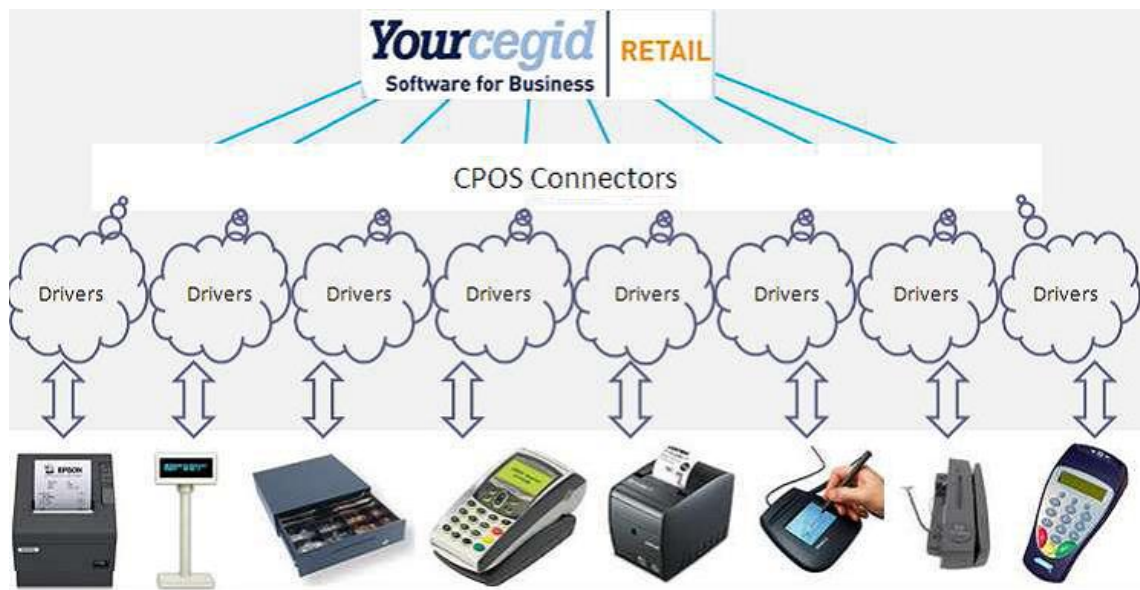 Yourcegid
Software for Business
RETAIL
CPOS Connectors
Drivers Drivers Drivers Drivers Drivers Drivers Drivers Drivers
EPSON